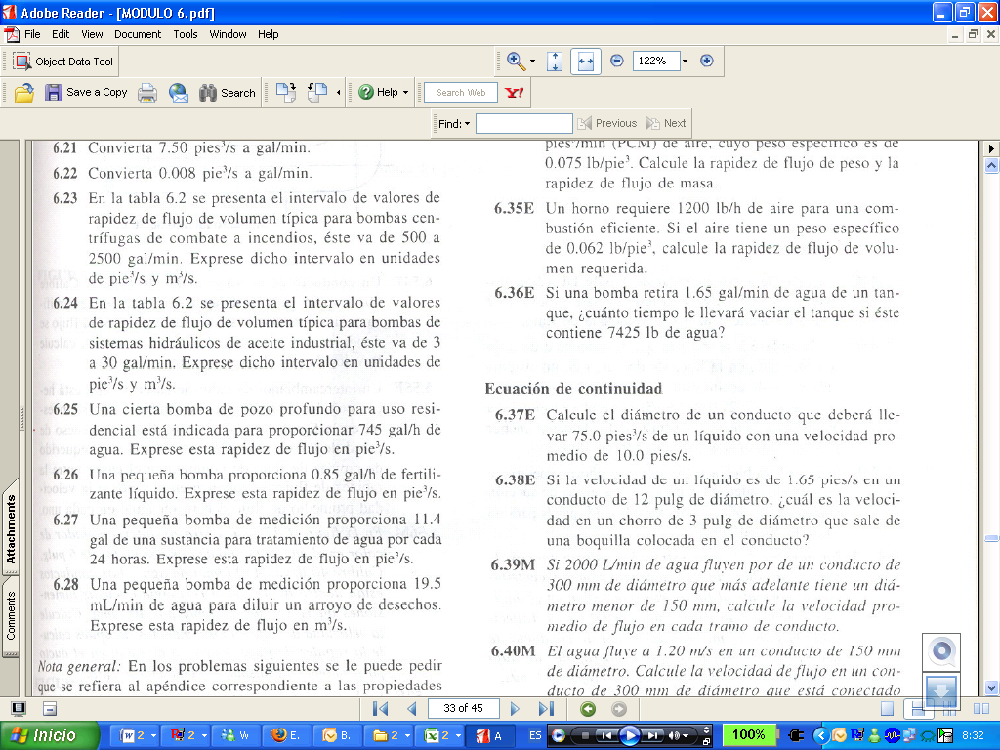 Adobe Reader - [MODULO 6.pdf]
File Edit View Document Tools Window Help
Object Data Tool
122%
Save a Copy
Search
Help
Search Web
Y!
Find:
Previous
Next
6.21 Convierta 7.50 pies³/s a gal/min.
6.22 Convierta 0.008 pie³/s a gal/min.
6.23 En la tabla 6.2 se presenta el intervalo de valores de
rapidez de flujo de volumen típica para bombas cen-
trífugas de combate a incendios, éste va de 500 a
2500 gal/min. Exprese dicho intervalo en unidades
de pie³/s y m³/s.
6.24 En la tabla 6.2 se presenta el intervalo de valores
de rapidez de flujo de volumen típica para bombas de
sistemas hidráulicos de aceite industrial, éste va de 3
a 30 gal/min. Exprese dicho intervalo en unidades de
pie³/s y m³/s.
6.25 Una cierta bomba de pozo profundo para uso resi-
dencial está indicada para proporcionar 745 gal/h de
agua. Exprese esta rapidez de flujo en pie³/s.
6.26 Una pequeña bomba proporciona 0.85 gal/h de fertili-
zante líquido. Exprese esta rapidez de flujo en pie³/s.
6.27 Una pequeña bomba de medición proporciona 11.4
gal de una sustancia para tratamiento de agua por cada
24 horas. Exprese esta rapidez de flujo en pie³/s.
6.28 Una pequeña bomba de medición proporciona 19.5
mL/min de agua para diluir un arroyo de desechos.
Exprese esta rapidez de flujo en m³/s.
Nota general: En los problemas siguientes se le puede pedir
que se refiera al apéndice correspondiente a las propiedades
pies³/min (PCM) de aire, cuyo peso específico es de
0.075 lb/pie³. Calcule la rapidez de flujo de peso y la
rapidez de flujo de masa.
6.35E Un horno requiere 1200 lb/h de aire para una com-
bustión eficiente. Si el aire tiene un peso específico
de 0.062 lb/pie³, calcule la rapidez de flujo de volu-
men requerida.
6.36E Si una bomba retira 1.65 gal/min de agua de un tan-
que, ¿cuánto tiempo le llevará vaciar el tanque si éste
contiene 7425 lb de agua?
Ecuación de continuidad
6.37E Calcule el diámetro de un conducto que deberá lle-
var 75.0 pies³/s de un líquido con una velocidad pro-
medio de 10.0 pies/s.
6.38E Si la velocidad de un líquido es de 1.65 pies/s en un
conducto de 12 pulg de diámetro, ¿cuál es la veloci-
dad en un chorro de 3 pulg de diámetro que sale de
una boquilla colocada en el conducto?
6.39M Si 2000 L/min de agua fluyen por de un conducto de
300 mm de diámetro que más adelante tiene un diá-
metro menor de 150 mm, calcule la velocidad pro-
medio de flujo en cada tramo de conducto.
6.40M El agua fluye a 1.20 m/s en un conducto de 150 mm
de diámetro. Calcule la velocidad de flujo en un con-
ducto de 300 mm de diámetro que está conectado
Attachments
Comments
33 of 45
Inicio
2
2
W
E.
B.
2
2
A
ES
100%
8:32